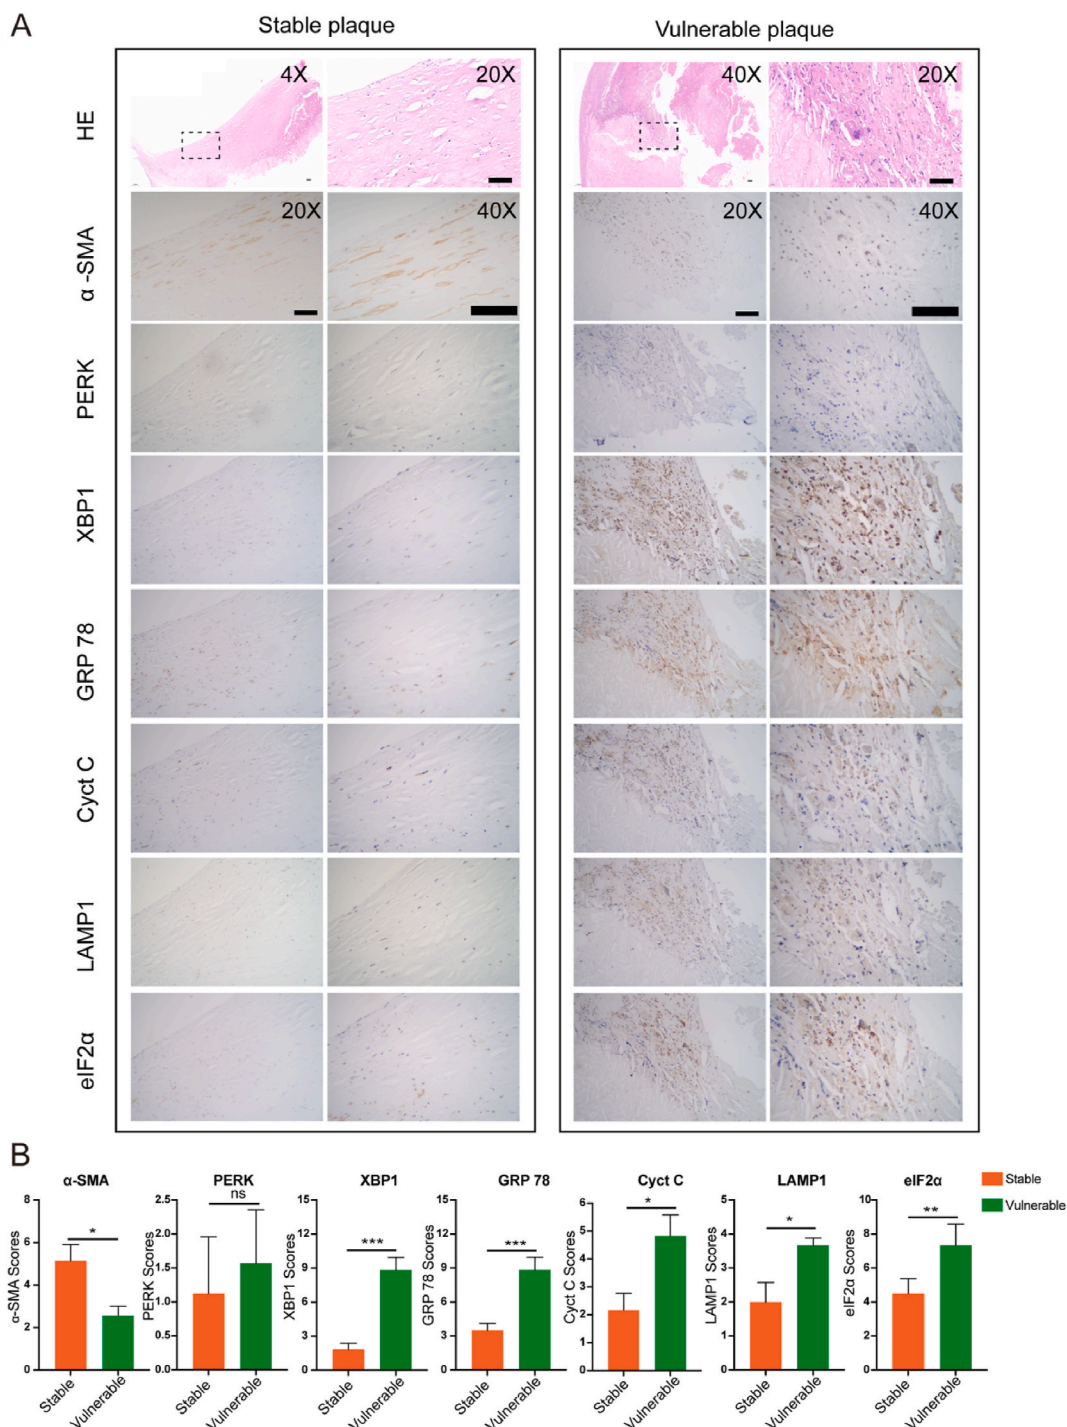 A
Stable plaque
Vulnerable plaque
HE
4X
20X
40X
20X
α -SMA
20X
40X
20X
40X
PERK
XBP1
GRP 78
Cyct C
LAMP1
eIF2α
B
α-SMA
α-SMA Scores
8
6
4
2
0
*
Stable
Vulnerable
PERK
PERK Scores
2.5
2.0
1.5
1.0
0.5
0.0
ns
Stable
Vulnerable
XBP1
XBP1 Scores
15
12
9
6
3
0
***
Stable
Vulnerable
GRP 78
GRP 78 Scores
15
12
9
6
3
0
***
Stable
Vulnerable
Cyct C
Cyct C Scores
6
5
4
3
2
1
0
*
Stable
Vulnerable
LAMP1
LAMP1 Scores
5
4
3
2
1
0
*
Stable
Vulnerable
eIF2α
eIF2α Scores
10
8
6
4
2
0
**
Stable
Vulnerable
Stable
Vulnerable